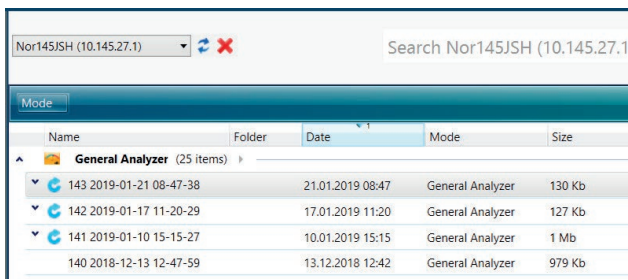 Nor145JSH (10.145.27.1) Search Nor145JSH (10.145.27.1
Mode
1
Name Folder Date Mode Size
General Analyzer (25 items)
143 2019-01-21 08-47-38 21.01.2019 08:47 General Analyzer 130 Kb
142 2019-01-17 11-20-29 17.01.2019 11:20 General Analyzer 127 Kb
141 2019-01-10 15-15-27 10.01.2019 15:15 General Analyzer 1 Mb
140 2018-12-13 12-47-59 13.12.2018 12:42 General Analyzer 979 Kb